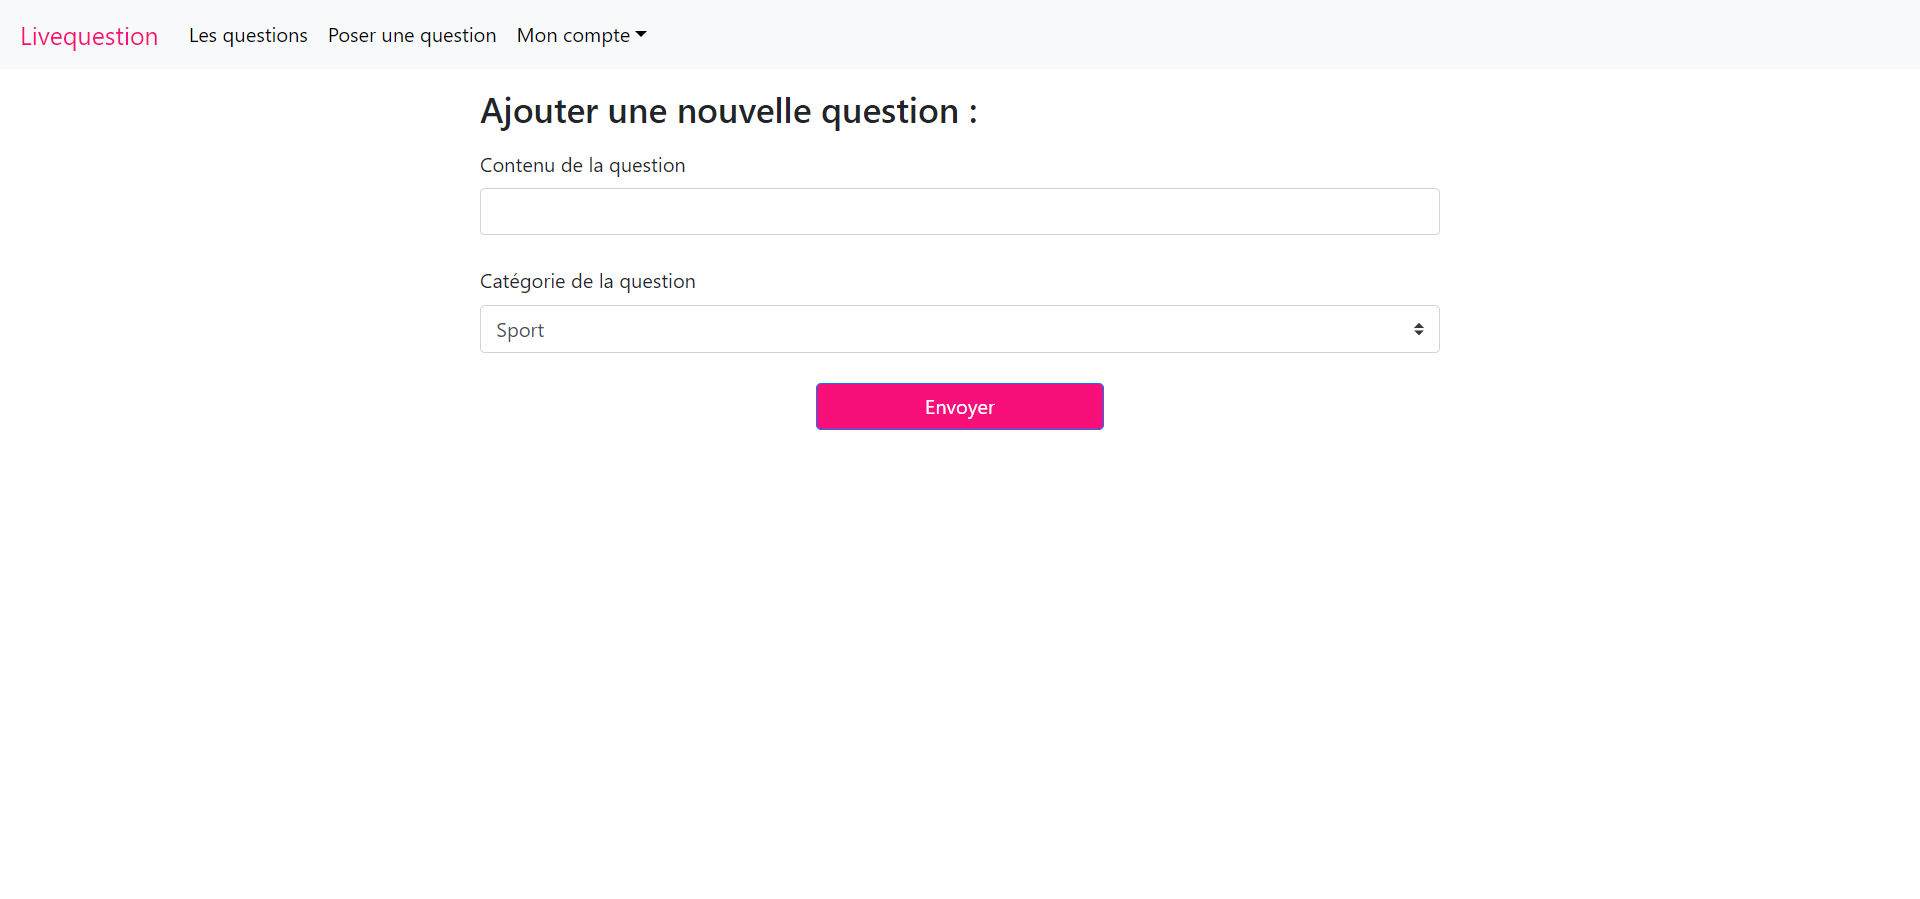 Livequestion Les questions Poser une question Mon compte
Ajouter une nouvelle question :
Contenu de la question
Catégorie de la question
Sport
Envoyer